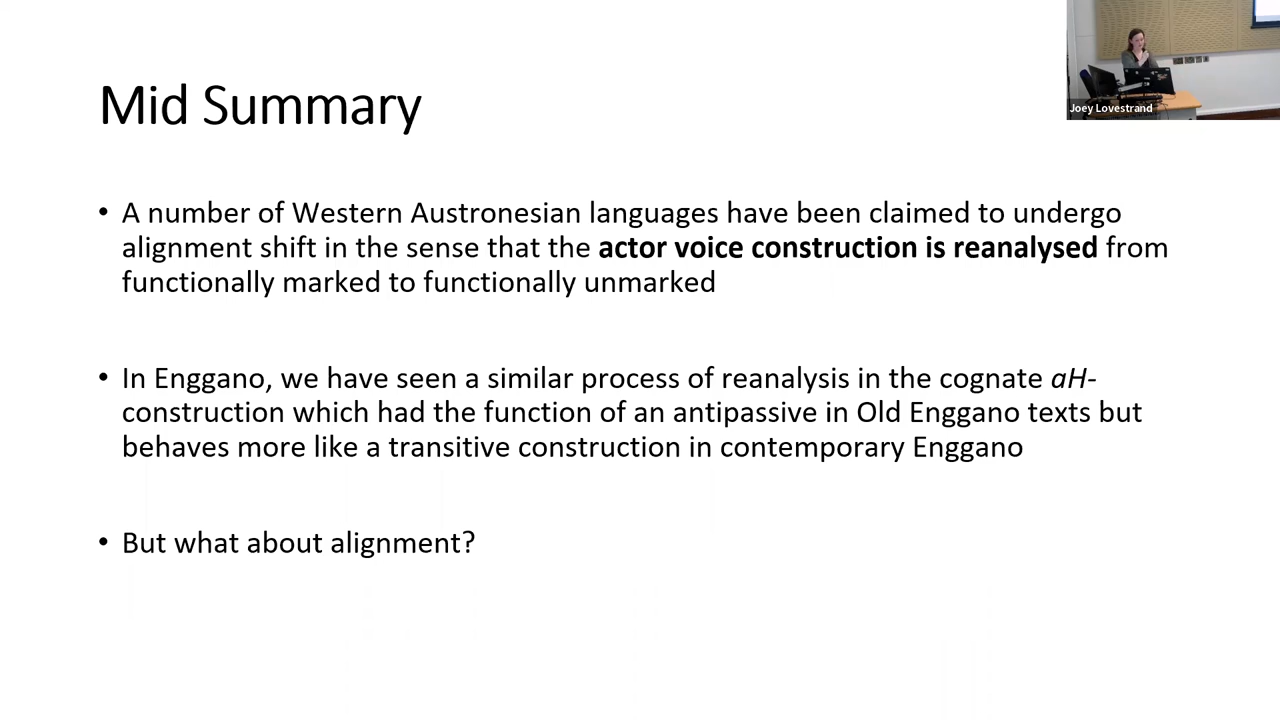 Mid Summary
Joey Lovestrand
• A number of Western Austronesian languages have been claimed to undergo
alignment shift in the sense that the actor voice construction is reanalysed from
functionally marked to functionally unmarked
• In Enggano, we have seen a similar process of reanalysis in the cognate aH-
construction which had the function of an antipassive in Old Enggano texts but
behaves more like a transitive construction in contemporary Enggano
• But what about alignment?